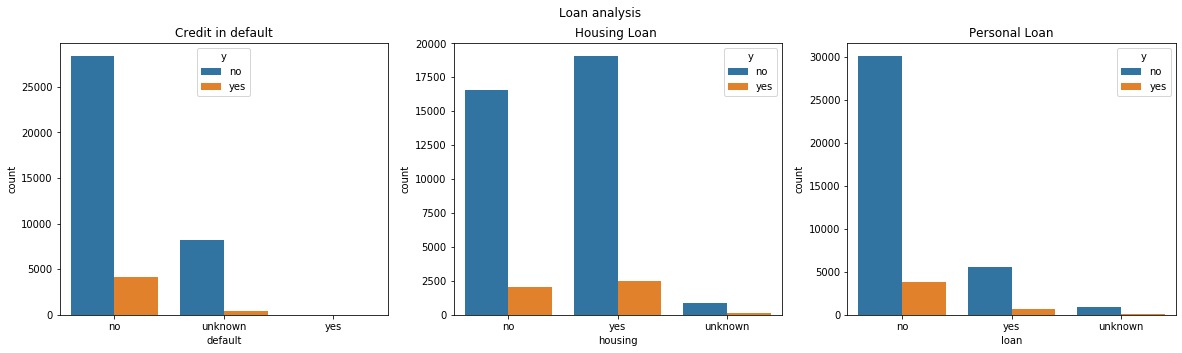 Loan analysis
Credit in default
25000
20000
15000
10000
5000
0
count
no
unknown
yes
default
y
no
yes
Housing Loan
20000
17500
15000
12500
10000
7500
5000
2500
0
count
no
yes
unknown
housing
y
no
yes
Personal Loan
30000
25000
20000
15000
10000
5000
0
count
no
yes
unknown
loan
y
no
yes